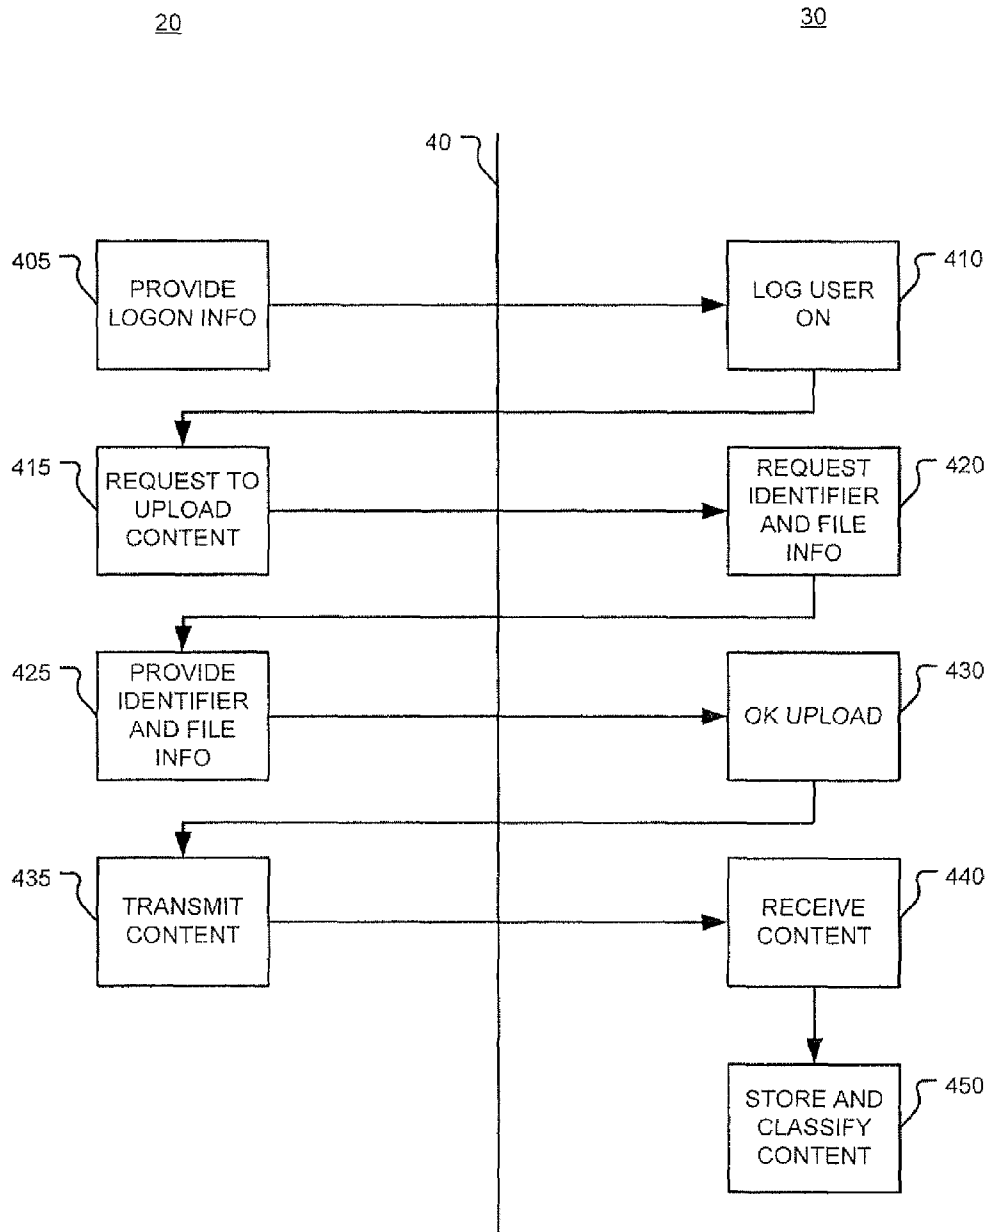 20
30
40
405
PROVIDE
LOGON INFO
LOG USER
ON
410
415
REQUEST TO
UPLOAD
CONTENT
REQUEST
IDENTIFIER
AND FILE
INFO
420
425
PROVIDE
IDENTIFIER
AND FILE
INFO
OK UPLOAD
430
435
TRANSMIT
CONTENT
RECEIVE
CONTENT
440
STORE AND
CLASSIFY
CONTENT
450